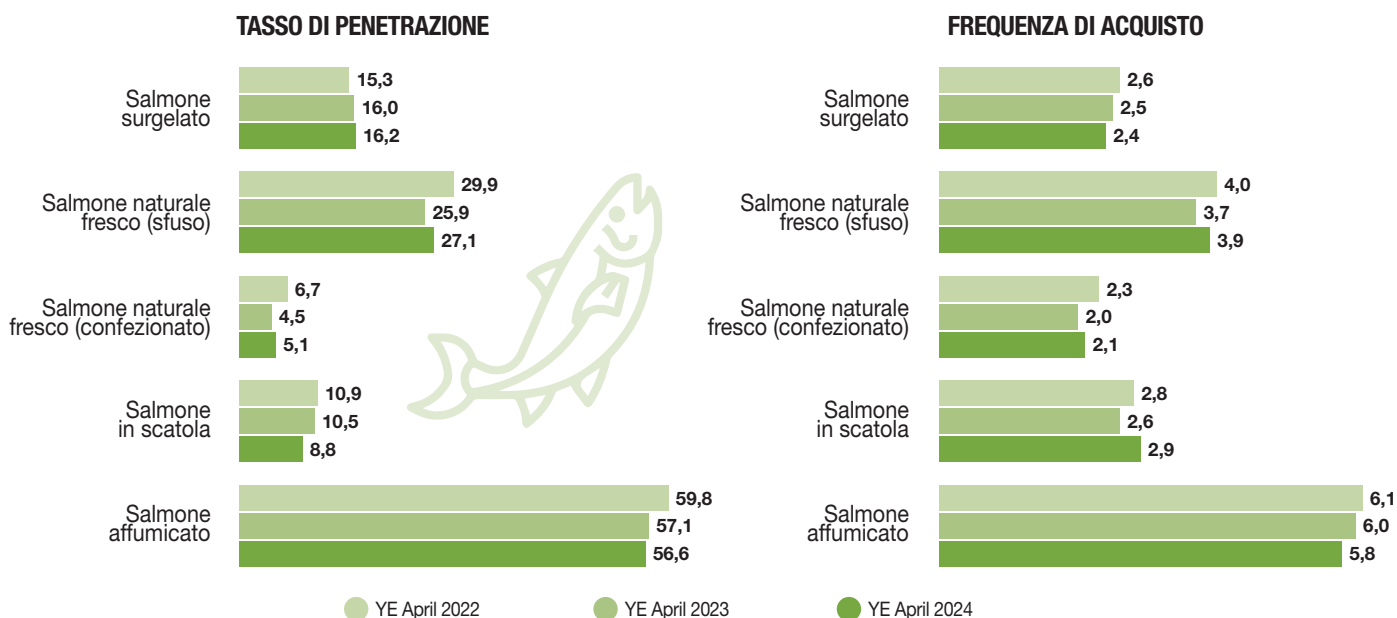 TASSO DI PENETRAZIONE
Salmone
surgelato
15,3
16,0
16,2
Salmone naturale
fresco (sfuso)
29,9
25,9
27,1
Salmone naturale
fresco (confezionato)
6,7
4,5
5,1
Salmone
in scatola
10,9
10,5
8,8
Salmone
affumicato
59,8
57,1
56,6
FREQUENZA DI ACQUISTO
Salmone
surgelato
2,6
2,5
2,4
Salmone naturale
fresco (sfuso)
4,0
3,7
3,9
Salmone naturale
fresco (confezionato)
2,3
2,0
2,1
Salmone
in scatola
2,8
2,6
2,9
Salmone
affumicato
6,1
6,0
5,8
YE April 2022
YE April 2023
YE April 2024